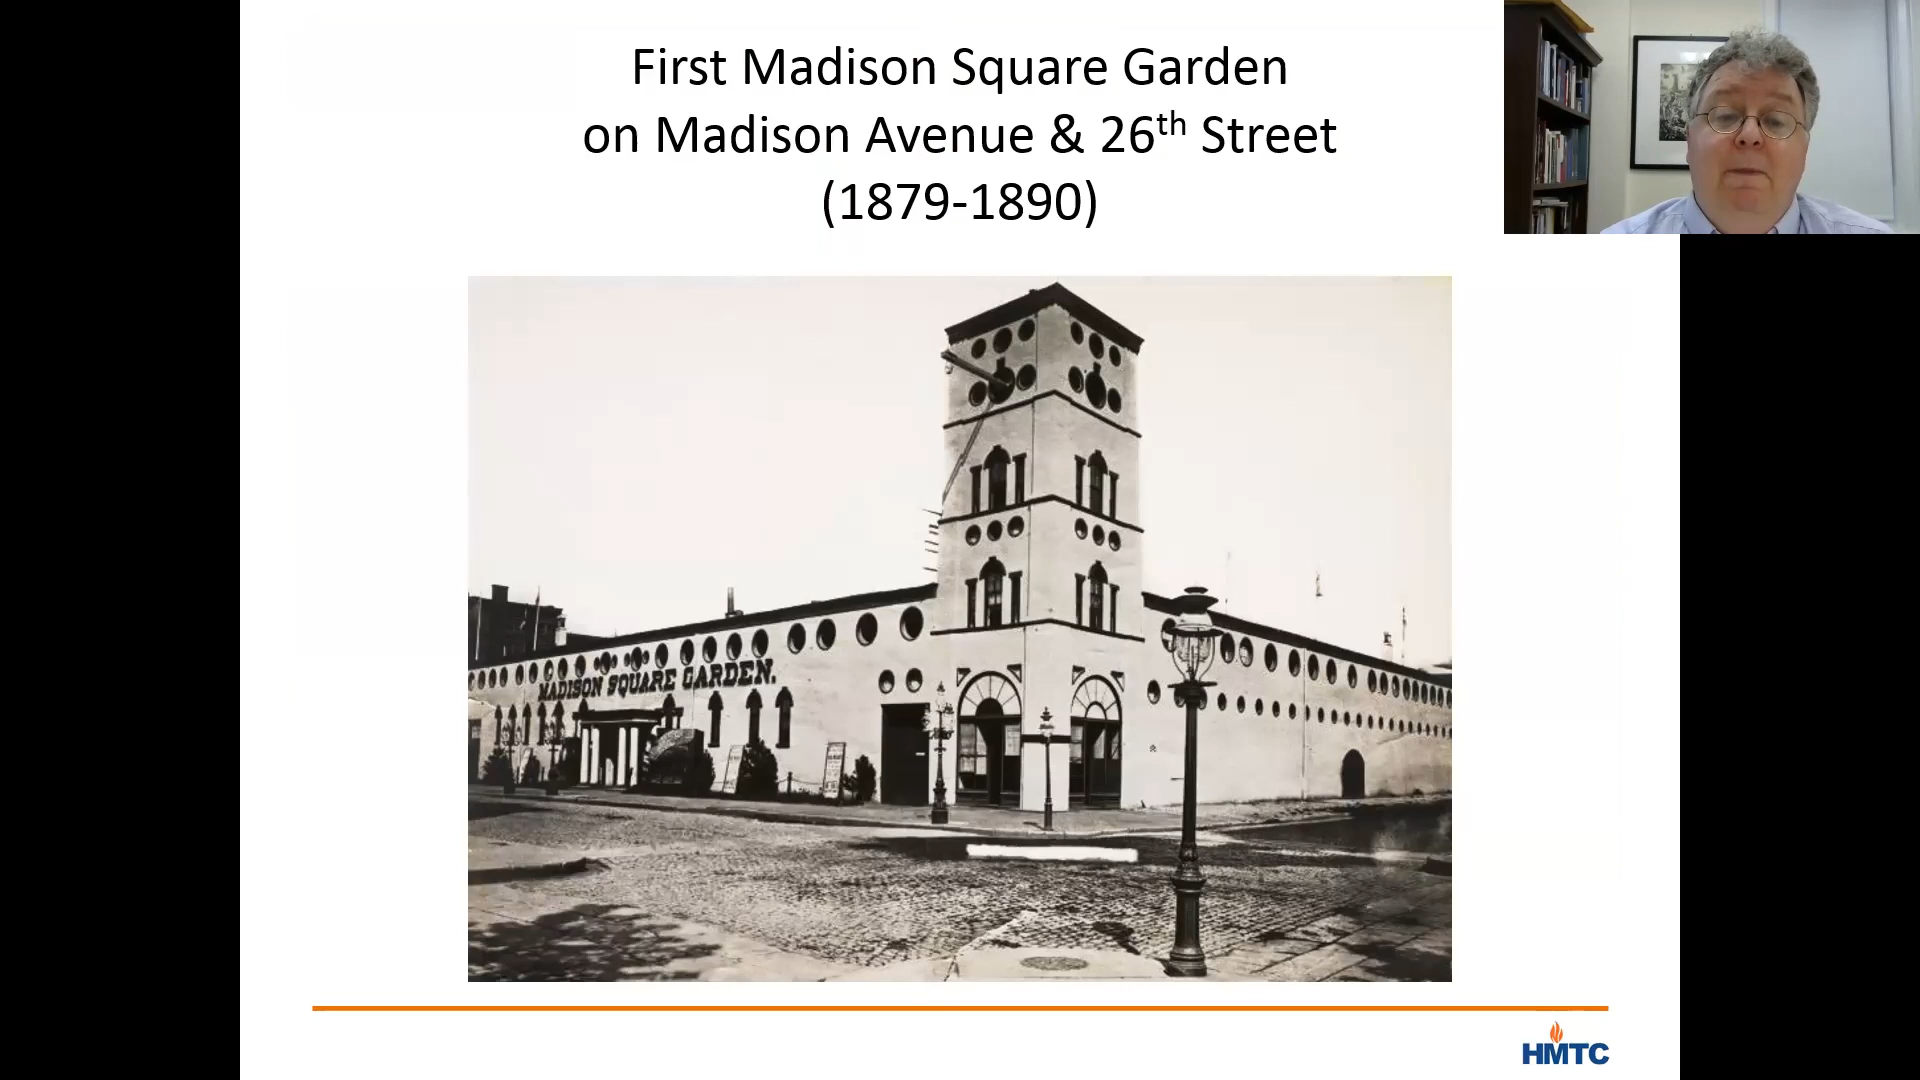 First Madison Square Garden
on Madison Avenue & 26th Street
(1879-1890)
MADISON SQUARE GARDEN.
HMTC